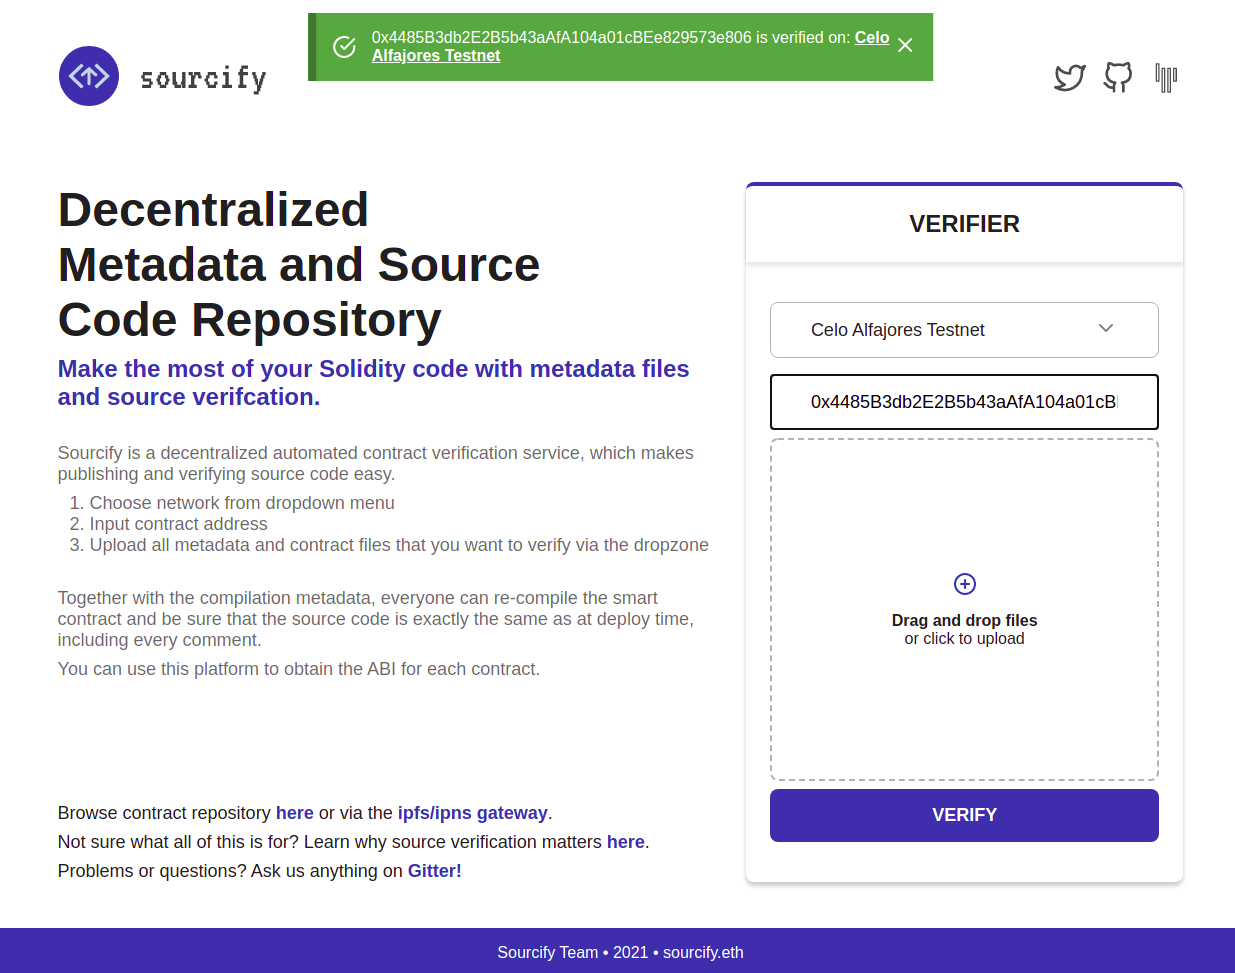 0x4485B3db2E2B5b43aAfA104a01cBEe829573e806 is verified on: Celo
Alfajores Testnet
sourcify
Decentralized
Metadata and Source
Code Repository
Make the most of your Solidity code with metadata files
and source verifcation.
Sourcify is a decentralized automated contract verification service, which makes
publishing and verifying source code easy.
1. Choose network from dropdown menu
2. Input contract address
3. Upload all metadata and contract files that you want to verify via the dropzone
Together with the compilation metadata, everyone can re-compile the smart
contract and be sure that the source code is exactly the same as at deploy time,
including every comment.
You can use this platform to obtain the ABI for each contract.
Browse contract repository here or via the ipfs/ipns gateway.
Not sure what all of this is for? Learn why source verification matters here.
Problems or questions? Ask us anything on Gitter!
VERIFIER
Celo Alfajores Testnet
0x4485B3db2E2B5b43aAfA104a01cB
Drag and drop files
or click to upload
VERIFY
Sourcify Team • 2021 • sourcify.eth